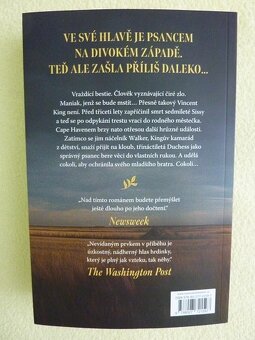 VE SVÉ HLAVĚ JE PSANCEM
NA DIVOKÉM ZÁPADĚ.
TEĎ ALE ZAŠLA PŘÍLIŠ DALEKO...
Vraždící bestie. Člověk vyznávající čiré zlo.
Maniak, jenž se bude mstít... Přesně takový Vincent
King není. Před třiceti lety zapříčinil smrt sedmileté Sissy
a teď se po odpykání trestu vrací do rodného městečka.
Cape Havenem brzy nato otřesou další hrůzné události.
Zatímco se jim náčelník Walker, Kingův kamarád
z dětství, snaží přijít na kloub, třináctiletá Duchess jako
správný psanec bere věci do vlastních rukou. A udělá
cokoli, aby ochránila svého mladšího bratra. Cokoli...
„Nad tímto románem budete přemýšlet
ještě dlouho po jeho dočtení.“
Newsweek
„Nevídaným prvkem v příběhu je
úzkostný, nádherný hlas hrdinky,
který je plný jak vzteku, tak něhy.“
The Washington Post